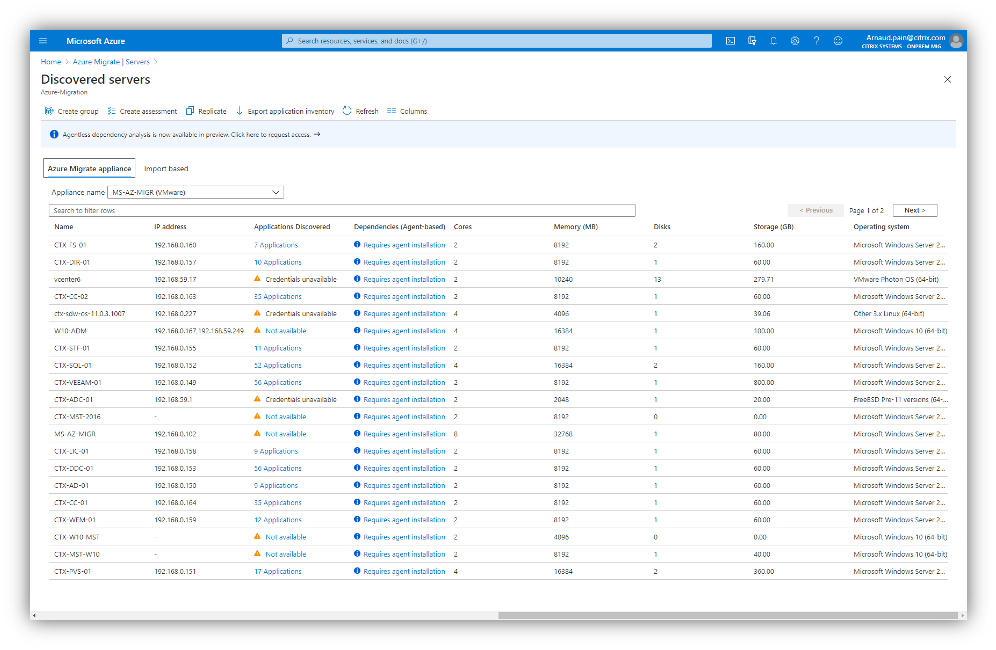 Microsoft Azure
Search resources, services, and docs (G+/)
Arnaud.pain@citrix.com
CITRIX SYSTEMS - ONPREM MIG
Home > Azure Migrate | Servers >
Discovered servers
Azure-Migration
Create group Create assessment Replicate Export application inventory Refresh Columns
Agentless dependency analysis is now available in preview. Click here to request access. →
Azure Migrate appliance Import based
Appliance name MS-AZ-MIGR (VMware)
Search to filter rows < Previous Page 1 of 2 Next >
Name IP address Applications Discovered Dependencies (Agent-based) Cores Memory (MB) Disks Storage (GB) Operating system
CTX-FS-01 192.168.0.160 7 Applications Requires agent installation 2 8192 2 160.00 Microsoft Windows Server 2...
CTX-DIR-01 192.168.0.157 10 Applications Requires agent installation 2 8192 1 60.00 Microsoft Windows Server 2...
vcenter6 192.168.59.17 Credentials unavailable Requires agent installation 2 10240 13 279.71 VMware Photon OS (64-bit)
CTX-CC-02 192.168.0.163 35 Applications Requires agent installation 2 8192 1 60.00 Microsoft Windows Server 2...
ctx-sdw-os-11.0.3.1007 192.168.0.227 Credentials unavailable Requires agent installation 4 4096 1 39.06 Other 3.x Linux (64-bit)
W10-ADM 192.168.0.167,192.168.59.249 Not available Requires agent installation 4 16384 1 100.00 Microsoft Windows 10 (64-bit)
CTX-STF-01 192.168.0.155 11 Applications Requires agent installation 2 8192 1 60.00 Microsoft Windows Server 2...
CTX-SQL-01 192.168.0.152 52 Applications Requires agent installation 4 16384 2 160.00 Microsoft Windows Server 2...
CTX-VEEAM-01 192.168.0.149 56 Applications Requires agent installation 2 8192 1 800.00 Microsoft Windows Server 2...
CTX-ADC-01 192.168.59.1 Credentials unavailable Requires agent installation 2 2048 1 20.00 FreeBSD Pre-11 versions (64-...
CTX-MST-2016 - Not available Requires agent installation 2 8192 0 0.00 Microsoft Windows Server 2...
MS-AZ-MIGR 192.168.0.102 Not available Requires agent installation 8 32768 1 80.00 Microsoft Windows Server 2...
CTX-LIC-01 192.168.0.158 9 Applications Requires agent installation 2 8192 1 60.00 Microsoft Windows Server 2...
CTX-DDC-01 192.168.0.153 56 Applications Requires agent installation 2 8192 1 60.00 Microsoft Windows Server 2...
CTX-AD-01 192.168.0.150 9 Applications Requires agent installation 2 8192 1 60.00 Microsoft Windows Server 2...
CTX-CC-01 192.168.0.164 35 Applications Requires agent installation 2 8192 1 60.00 Microsoft Windows Server 2...
CTX-WEM-01 192.168.0.159 12 Applications Requires agent installation 2 8192 1 60.00 Microsoft Windows Server 2...
CTX-W10-MST - Not available Requires agent installation 2 4096 0 0.00 Microsoft Windows 10 (64-bit)
CTX-MST-W10 - Not available Requires agent installation 2 8192 1 40.00 Microsoft Windows 10 (64-bit)
CTX-PVS-01 192.168.0.151 17 Applications Requires agent installation 4 16384 2 360.00 Microsoft Windows Server 2...